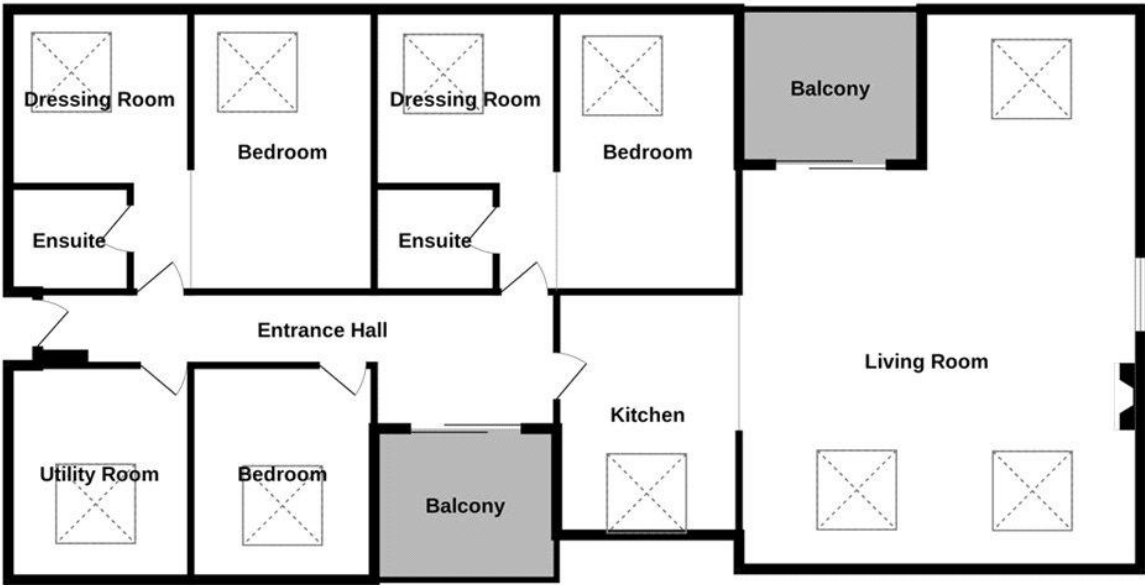 Dressing Room
Bedroom
Dressing Room
Bedroom
Balcony
Ensuite
Ensuite
Entrance Hall
Living Room
Kitchen
Utility Room
Bedroom
Balcony